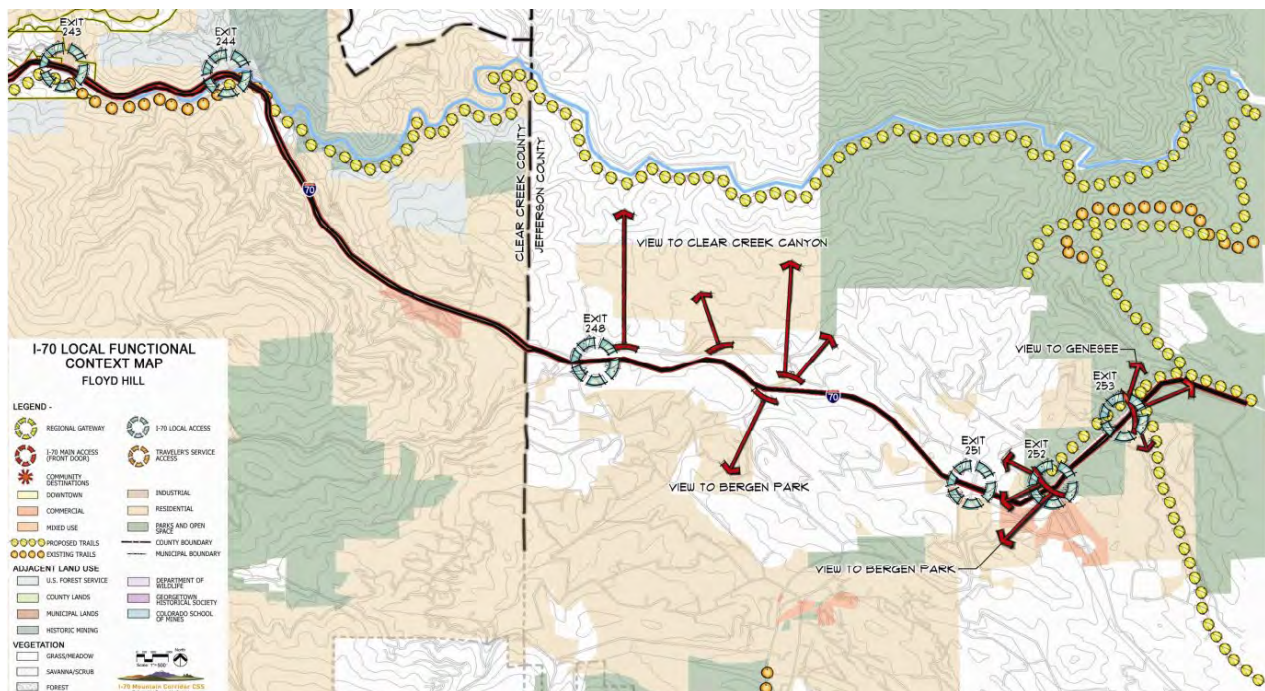 EXIT
243
EXIT
244
CLEAR CREEK COUNTY
JEFFERSON COUNTY
70
VIEW TO CLEAR CREEK CANYON
EXIT
248
VIEW TO GENESEE
EXIT
253
70
EXIT
251
EXIT
252
VIEW TO BERGEN PARK
VIEW TO BERGEN PARK
I-70 LOCAL FUNCTIONAL
CONTEXT MAP
FLOYD HILL
LEGEND -
REGIONAL GATEWAY
I-70 LOCAL ACCESS
I-70 MAIN ACCESS
(FRONT DOOR)
TRAVELER'S SERVICE
ACCESS
COMMUNITY
DESTINATIONS
DOWNTOWN
INDUSTRIAL
COMMERCIAL
RESIDENTIAL
MIXED USE
PARKS AND OPEN
SPACE
PROPOSED TRAILS
COUNTY BOUNDARY
EXISTING TRAILS
MUNICIPAL BOUNDARY
ADJACENT LAND USE
U.S. FOREST SERVICE
DEPARTMENT OF
WILDLIFE
COUNTY LANDS
GEORGETOWN
HISTORICAL SOCIETY
MUNICIPAL LANDS
COLORADO SCHOOL
OF MINES
HISTORIC MINING
VEGETATION
GRASS/MEADOW
SAVANNA/SCRUB
FOREST
North
I-70 Mountain Corridor CSS